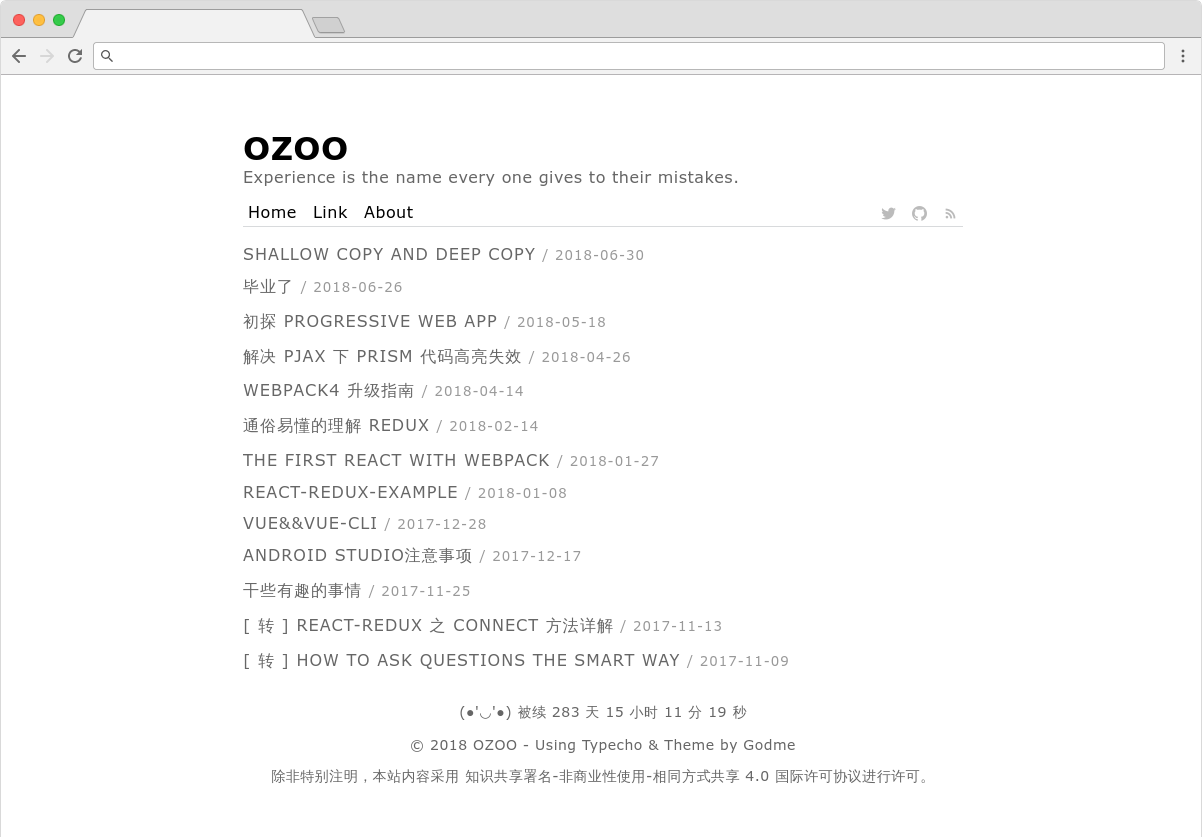 OZOO
Experience is the name every one gives to their mistakes.
Home Link About
SHALLOW COPY AND DEEP COPY / 2018-06-30
毕业了 / 2018-06-26
初探 PROGRESSIVE WEB APP / 2018-05-18
解决 PJAX 下 PRISM 代码高亮失效 / 2018-04-26
WEBPACK4 升级指南 / 2018-04-14
通俗易懂的理解 REDUX / 2018-02-14
THE FIRST REACT WITH WEBPACK / 2018-01-27
REACT-REDUX-EXAMPLE / 2018-01-08
VUE&&VUE-CLI / 2017-12-28
ANDROID STUDIO注意事项 / 2017-12-17
干些有趣的事情 / 2017-11-25
[ 转 ] REACT-REDUX 之 CONNECT 方法详解 / 2017-11-13
[ 转 ] HOW TO ASK QUESTIONS THE SMART WAY / 2017-11-09
(●'◡'●) 被续 283 天 15 小时 11 分 19 秒
© 2018 OZOO - Using Typecho & Theme by Godme
除非特别注明，本站内容采用 知识共享署名-非商业性使用-相同方式共享 4.0 国际许可协议进行许可。